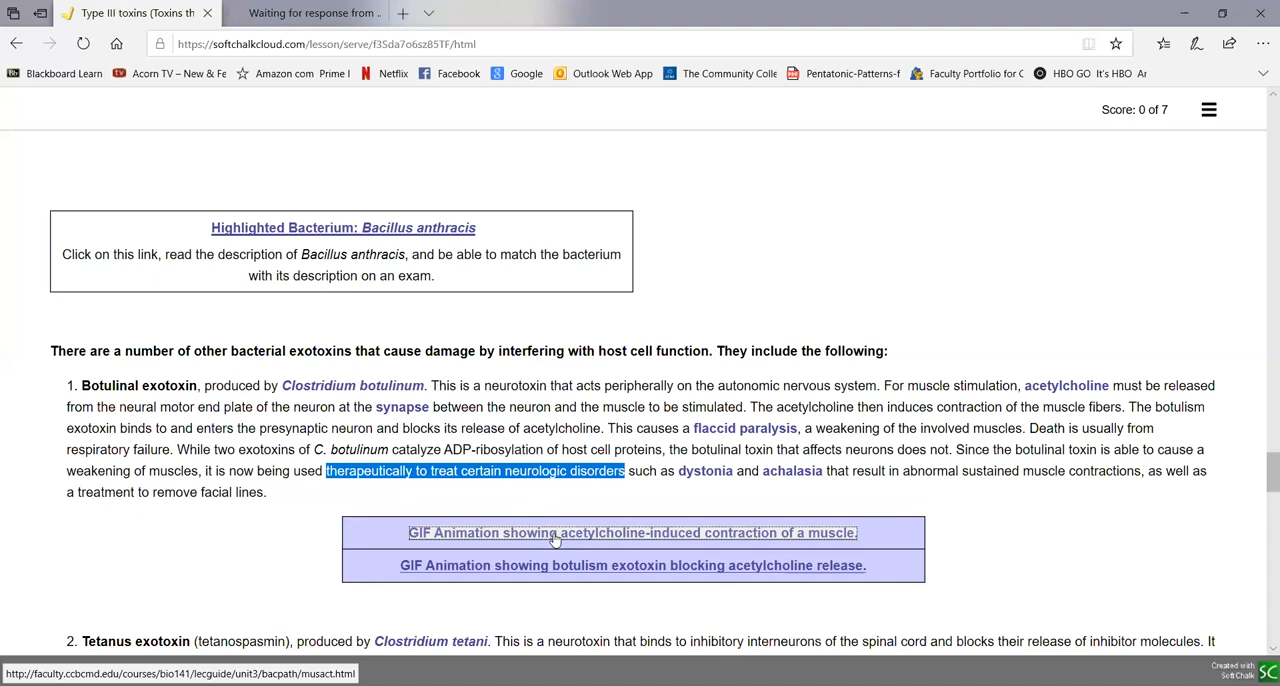 Type III toxins (Toxins th
Waiting for response from ..
https://softchalkcloud.com/lesson/serve/f3Sda7o6sz85TF/html
Blackboard Learn Acorn TV – New & Fe Amazon com Prime I Netflix Facebook Google Outlook Web App The Community Colle Pentatonic-Patterns-f Faculty Portfolio for C HBO GO It's HBO Ar
Score: 0 of 7
Highlighted Bacterium: Bacillus anthracis
Click on this link, read the description of Bacillus anthracis, and be able to match the bacterium
with its description on an exam.
There are a number of other bacterial exotoxins that cause damage by interfering with host cell function. They include the following:
1. Botulinal exotoxin, produced by Clostridium botulinum. This is a neurotoxin that acts peripherally on the autonomic nervous system. For muscle stimulation, acetylcholine must be released
from the neural motor end plate of the neuron at the synapse between the neuron and the muscle to be stimulated. The acetylcholine then induces contraction of the muscle fibers. The botulism
exotoxin binds to and enters the presynaptic neuron and blocks its release of acetylcholine. This causes a flaccid paralysis, a weakening of the involved muscles. Death is usually from
respiratory failure. While two exotoxins of C. botulinum catalyze ADP-ribosylation of host cell proteins, the botulinal toxin that affects neurons does not. Since the botulinal toxin is able to cause a
weakening of muscles, it is now being used therapeutically to treat certain neurologic disorders such as dystonia and achalasia that result in abnormal sustained muscle contractions, as well as
a treatment to remove facial lines.
GIF Animation showing acetylcholine-induced contraction of a muscle.
GIF Animation showing botulism exotoxin blocking acetylcholine release.
2. Tetanus exotoxin (tetanospasmin), produced by Clostridium tetani. This is a neurotoxin that binds to inhibitory interneurons of the spinal cord and blocks their release of inhibitor molecules. It
http://faculty.ccbcmd.edu/courses/bio141/lecguide/unit3/bacpath/musact.html
Created with
SoftChalk
SC